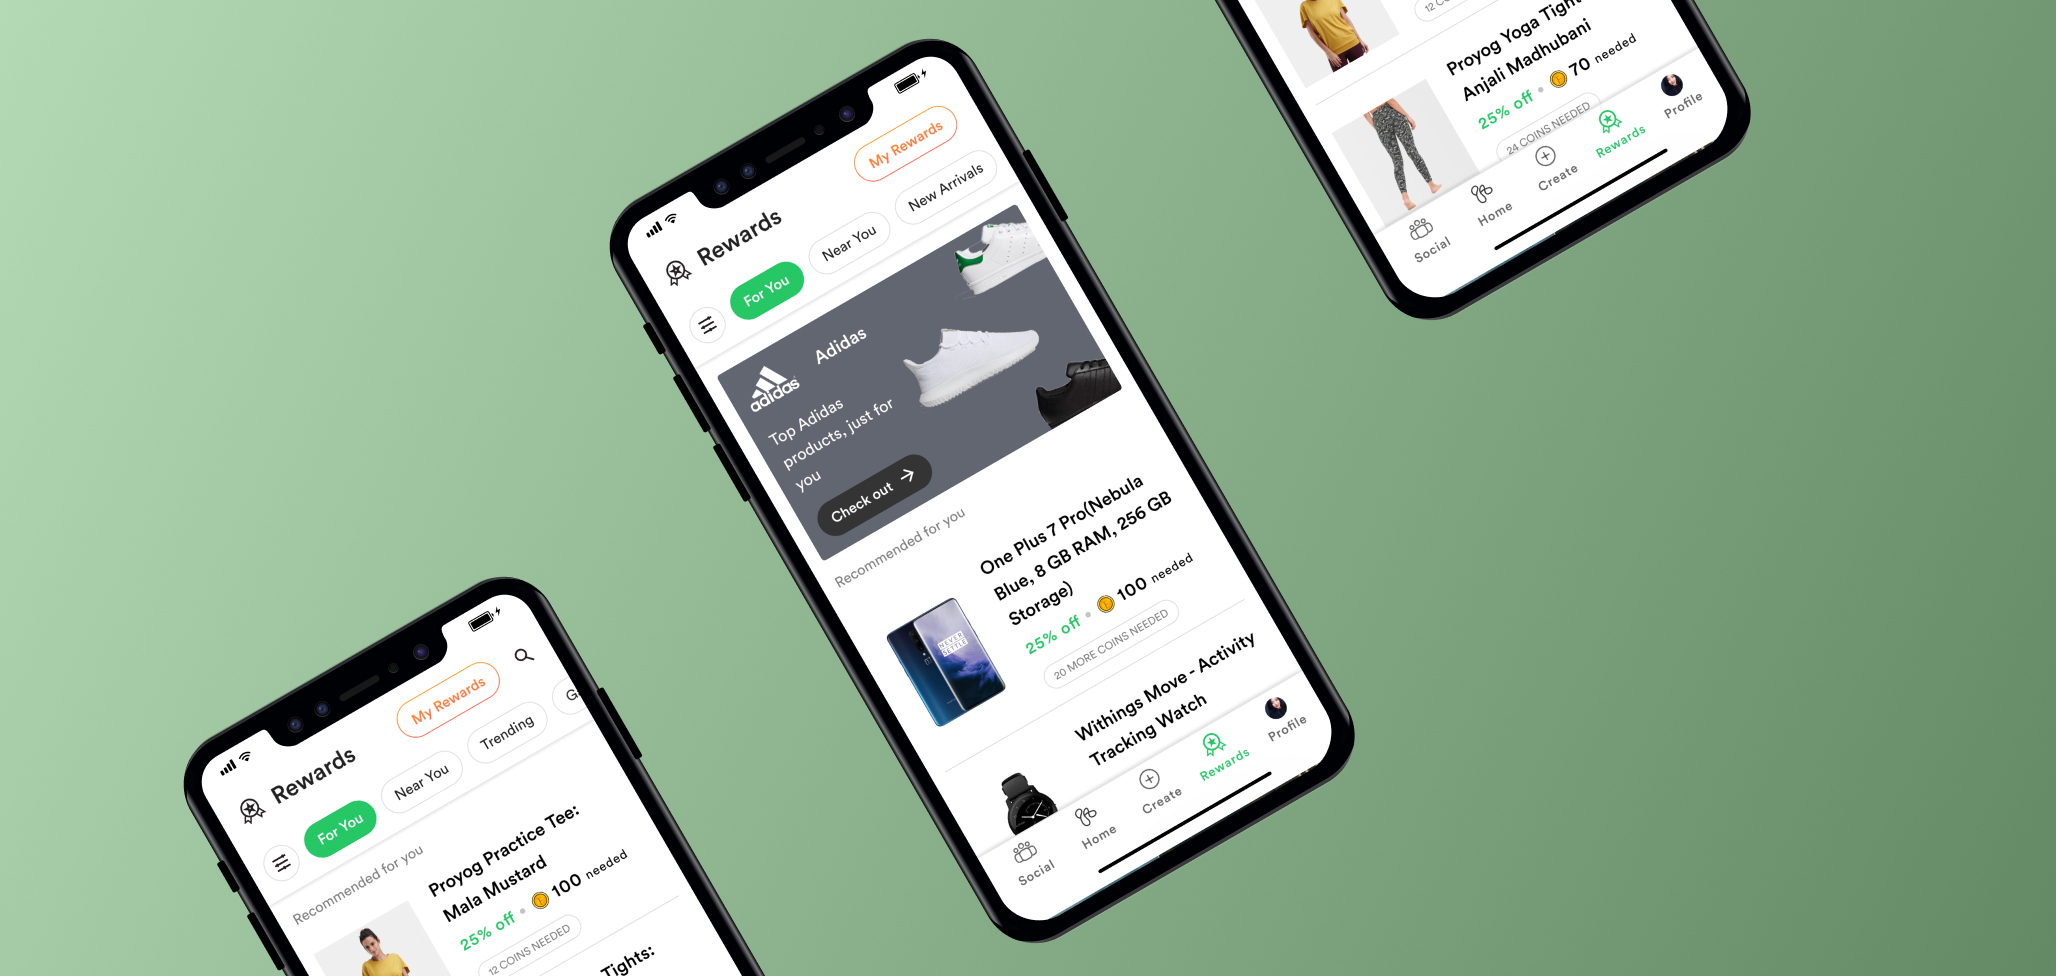 Rewards
My Rewards
For You
Near You
New Arrivals
adidas
Adidas
Top Adidas
products, just for
you
Check out
Recommended for you
One Plus 7 Pro(Nebula
Blue, 8 GB RAM, 256 GB
Storage)
25% off • 100 needed
20 MORE COINS NEEDED
NEVER
SETTLE
Withings Move - Activity
Tracking Watch
Social
Home
Create
Rewards
Profile
Rewards
My Rewards
For You
Near You
Trending
Recommended for you
Proyog Practice Tee:
Mala Mustard
25% off • 100 needed
12 COINS NEEDED
Tights:
Proyog Yoga Tights
Anjali Madhubani
25% off • 70 needed
24 COINS NEEDED
Social
Home
Create
Rewards
Profile